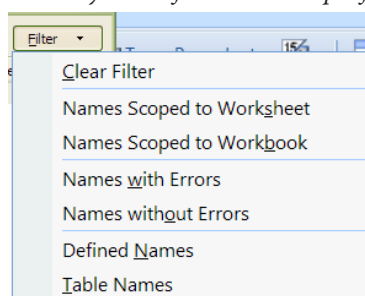 Filter
Clear Filter
Names Scoped to Worksheet
Names Scoped to Workbook
Names with Errors
Names without Errors
Defined Names
Table Names